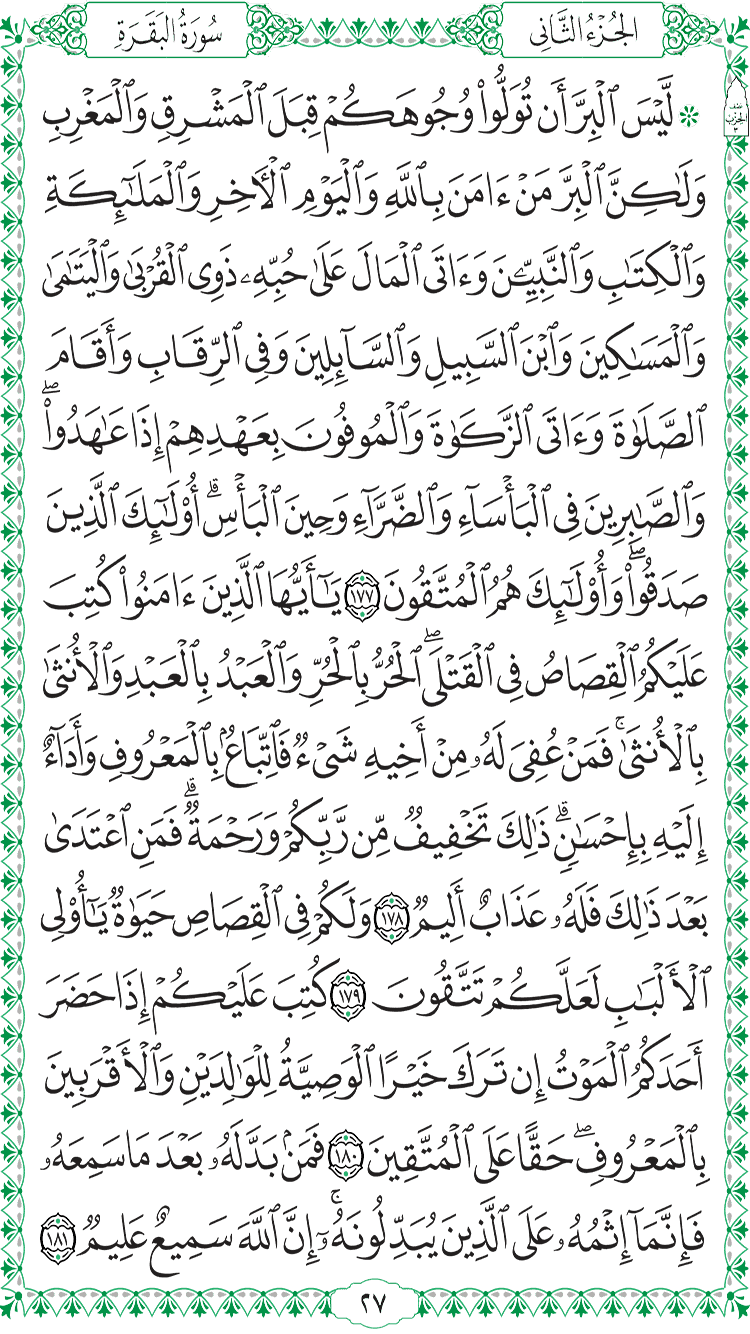 الجُزْءُ الثَّانِي
سُورَةُ البَقَرَةِ
نصف
الحزب
٣
۞ لَّيْسَ ٱلْبِرَّ أَن تُوَلُّوا۟ وُجُوهَكُمْ قِبَلَ ٱلْمَشْرِقِ وَٱلْمَغْرِبِ
وَلَٰكِنَّ ٱلْبِرَّ مَنْ ءَامَنَ بِٱللَّهِ وَٱلْيَوْمِ ٱلْأَخِرِ وَٱلْمَلَٰٓئِكَةِ
وَٱلْكِتَٰبِ وَٱلنَّبِيِّۦنَ وَءَاتَى ٱلْمَالَ عَلَىٰ حُبِّهِۦ ذَوِى ٱلْقُرْبَىٰ وَٱلْيَتَٰمَىٰ
وَٱلْمَسَٰكِينَ وَٱبْنَ ٱلسَّبِيلِ وَٱلسَّآئِلِينَ وَفِى ٱلرِّقَابِ وَأَقَامَ
ٱلصَّلَوٰةَ وَءَاتَى ٱلزَّكَوٰةَ وَٱلْمُوفُونَ بِعَهْدِهِمْ إِذَا عَٰهَدُوا۟ۖ
وَٱلصَّٰبِرِينَ فِى ٱلْبَأْسَآءِ وَٱلضَّرَّآءِ وَحِينَ ٱلْبَأْسِۗ أُو۟لَٰٓئِكَ ٱلَّذِينَ
صَدَقُوا۟ۖ وَأُو۟لَٰٓئِكَ هُمُ ٱلْمُتَّقُونَ ١٧٧ يَٰٓأَيُّهَا ٱلَّذِينَ ءَامَنُوا۟ كُتِبَ
عَلَيْكُمُ ٱلْقِصَاصُ فِى ٱلْقَتْلَىۖ ٱلْحُرُّ بِٱلْحُرِّ وَٱلْعَبْدُ بِٱلْعَبْدِ وَٱلْأُنثَىٰ
بِٱلْأُنثَىٰۚ فَمَنْ عُفِىَ لَهُۥ مِنْ أَخِيهِ شَىْءٌ فَٱتِّبَاعٌۢ بِٱلْمَعْرُوفِ وَأَدَآءٌ
إِلَيْهِ بِإِحْسَٰنٍۗ ذَٰلِكَ تَخْفِيفٌ مِّن رَّبِّكُمْ وَرَحْمَةٌۗ فَمَنِ ٱعْتَدَىٰ
بَعْدَ ذَٰلِكَ فَلَهُۥ عَذَابٌ أَلِيمٌ ١٧٨ وَلَكُمْ فِى ٱلْقِصَاصِ حَيَوٰةٌ يَٰٓأُو۟لِى
ٱلْأَلْبَٰبِ لَعَلَّكُمْ تَتَّقُونَ ١٧٩ كُتِبَ عَلَيْكُمْ إِذَا حَضَرَ
أَحَدَكُمُ ٱلْمَوْتُ إِن تَرَكَ خَيْرًا ٱلْوَصِيَّةُ لِلْوَٰلِدَيْنِ وَٱلْأَقْرَبِينَ
بِٱلْمَعْرُوفِۖ حَقًّا عَلَى ٱلْمُتَّقِينَ ١٨٠ فَمَنۢ بَدَّلَهُۥ بَعْدَ مَا سَمِعَهُۥ
فَإِنَّمَآ إِثْمُهُۥ عَلَى ٱلَّذِينَ يُبَدِّلُونَهُۥٓۚ إِنَّ ٱللَّهَ سَمِيعٌ عَلِيمٌ ١٨١
٢٧